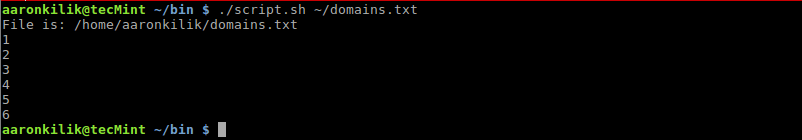 aaronkilik@tecMint ~/bin $ ./script.sh ~/domains.txt
File is: /home/aaronkilik/domains.txt
1
2
3
4
5
6
aaronkilik@tecMint ~/bin $